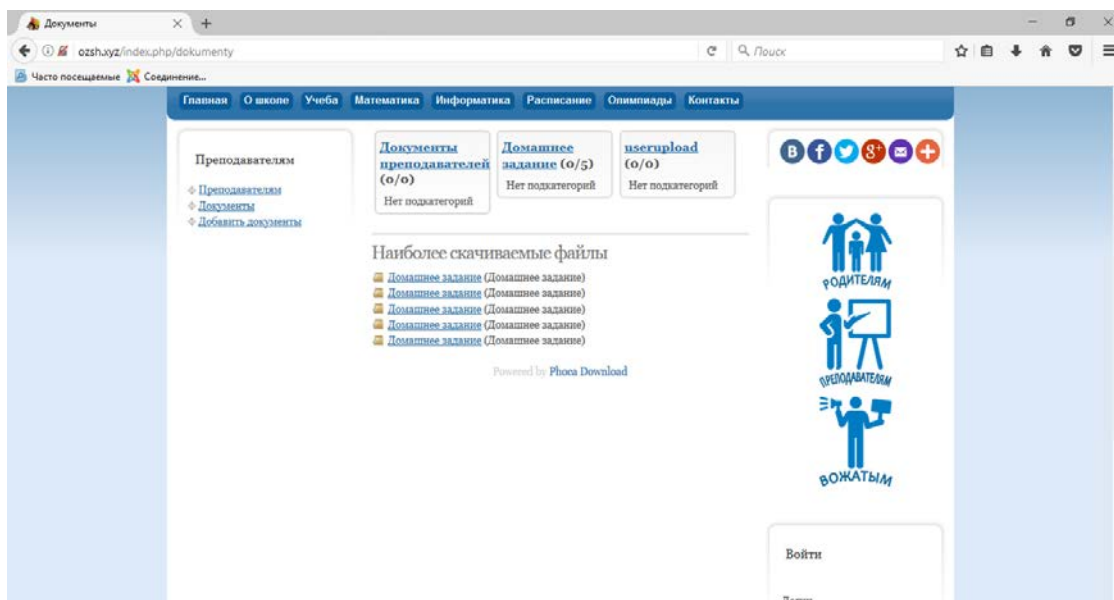 Документы
ozsh.xyz/index.php/dokumenty
Поиск
Часто посещаемые Соединение...
Главная О школе Учеба Математика Информатика Расписание Олимпиады Контакты
Преподавателям
Преподавателям
Документы
Добавить документы
Документы
преподавателей
(0/0)
Нет подкатегорий
Домашнее
задание (0/5)
Нет подкатегорий
userupload
(0/0)
Нет подкатегорий
Наиболее скачиваемые файлы
Домашнее задание (Домашнее задание)
Домашнее задание (Домашнее задание)
Домашнее задание (Домашнее задание)
Домашнее задание (Домашнее задание)
Домашнее задание (Домашнее задание)
Powered by Phoca Download
РОДИТЕЛЯМ
ПРЕПОДАВАТЕЛЯМ
ВОЖАТЫМ
Войти